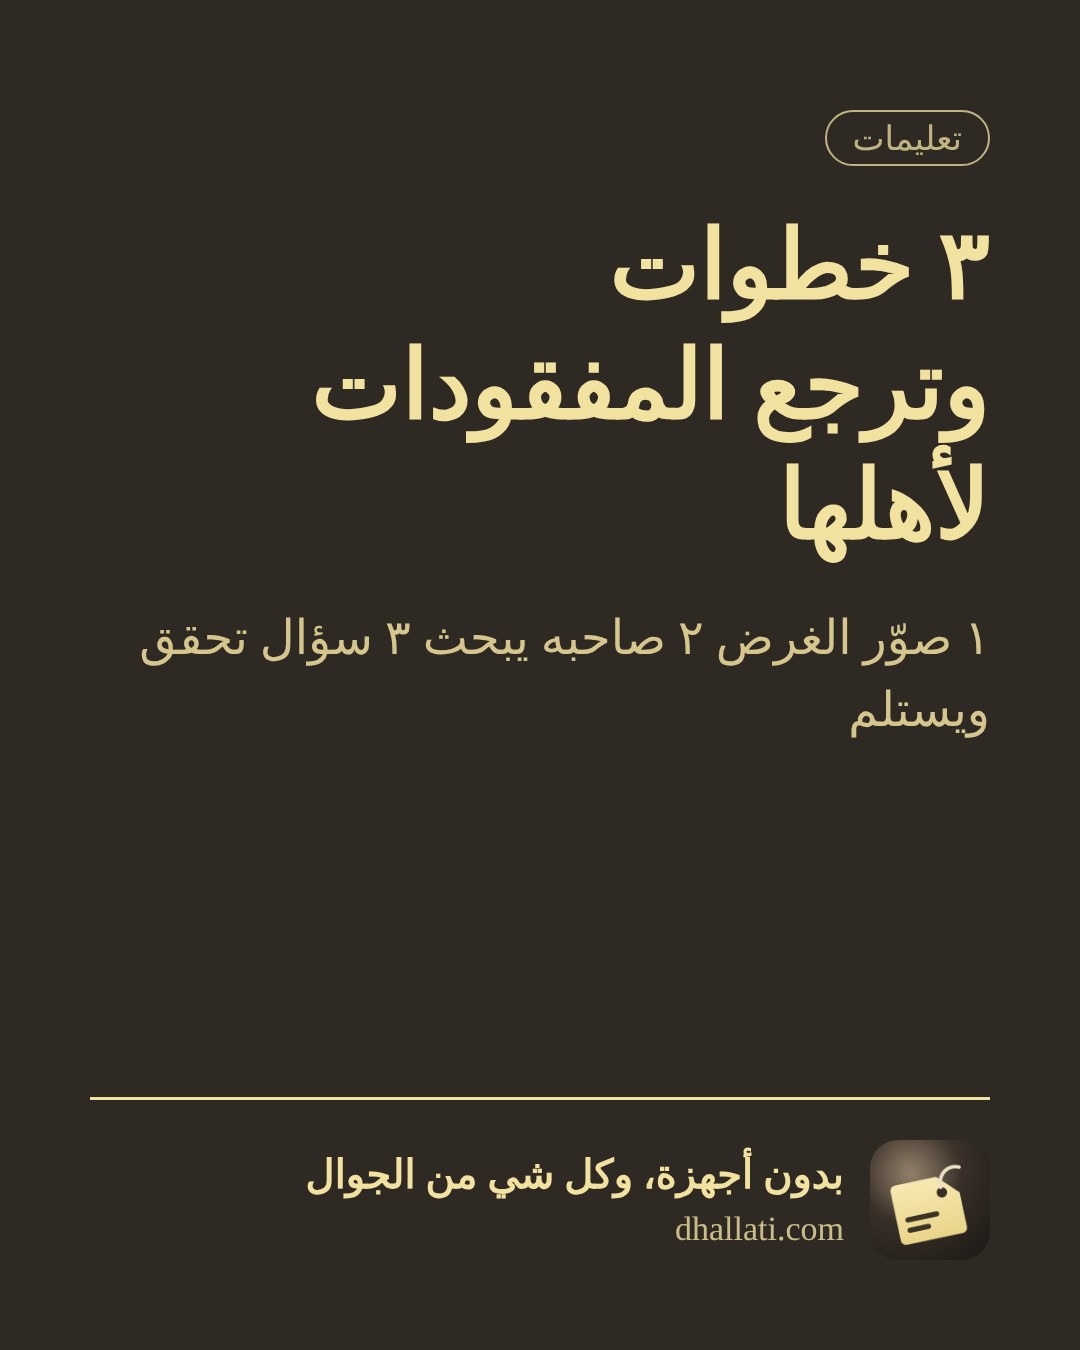 تعليمات
٣ خطوات
وترجع المفقودات
لأهلها
١ صوّر الغرض ٢ صاحبه يبحث ٣ سؤال تحقق
ويستلم
بدون أجهزة، وكل شي من الجوال
dhallati.com